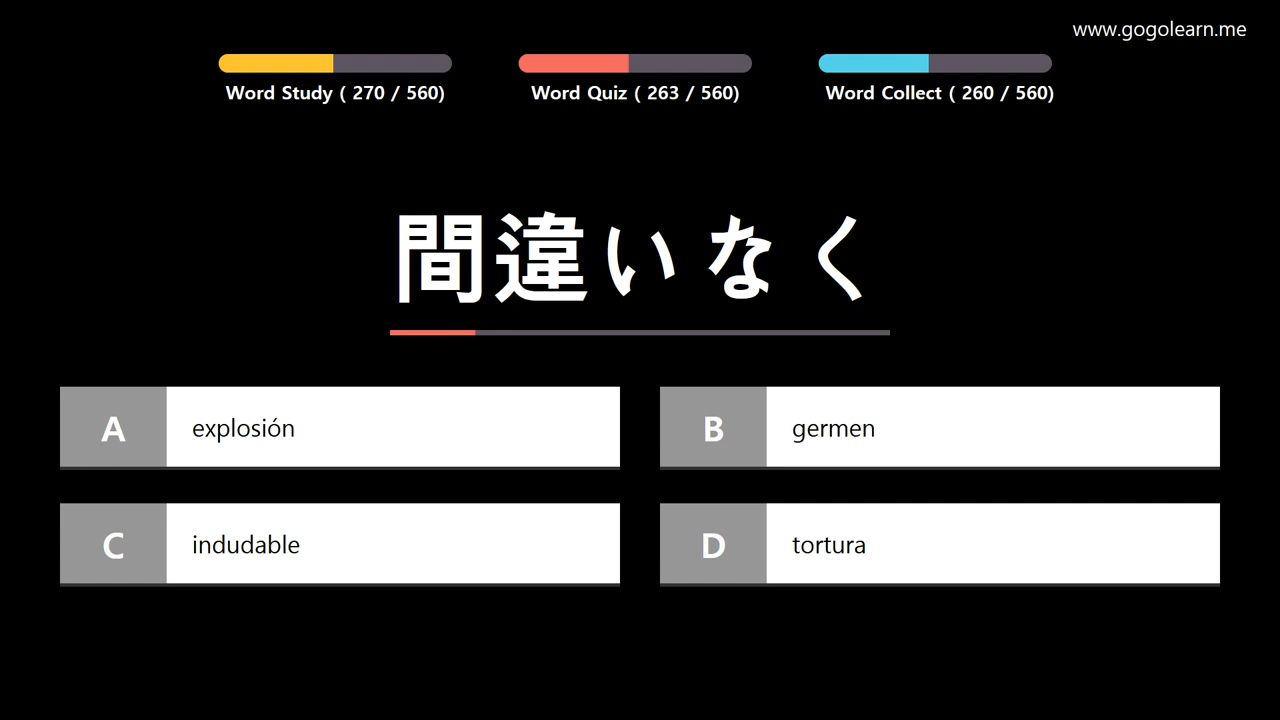 www.gogolearn.me
Word Study ( 270 / 560)
Word Quiz ( 263 / 560)
Word Collect ( 260 / 560)
間違いなく
A explosión
B germen
C indudable
D tortura